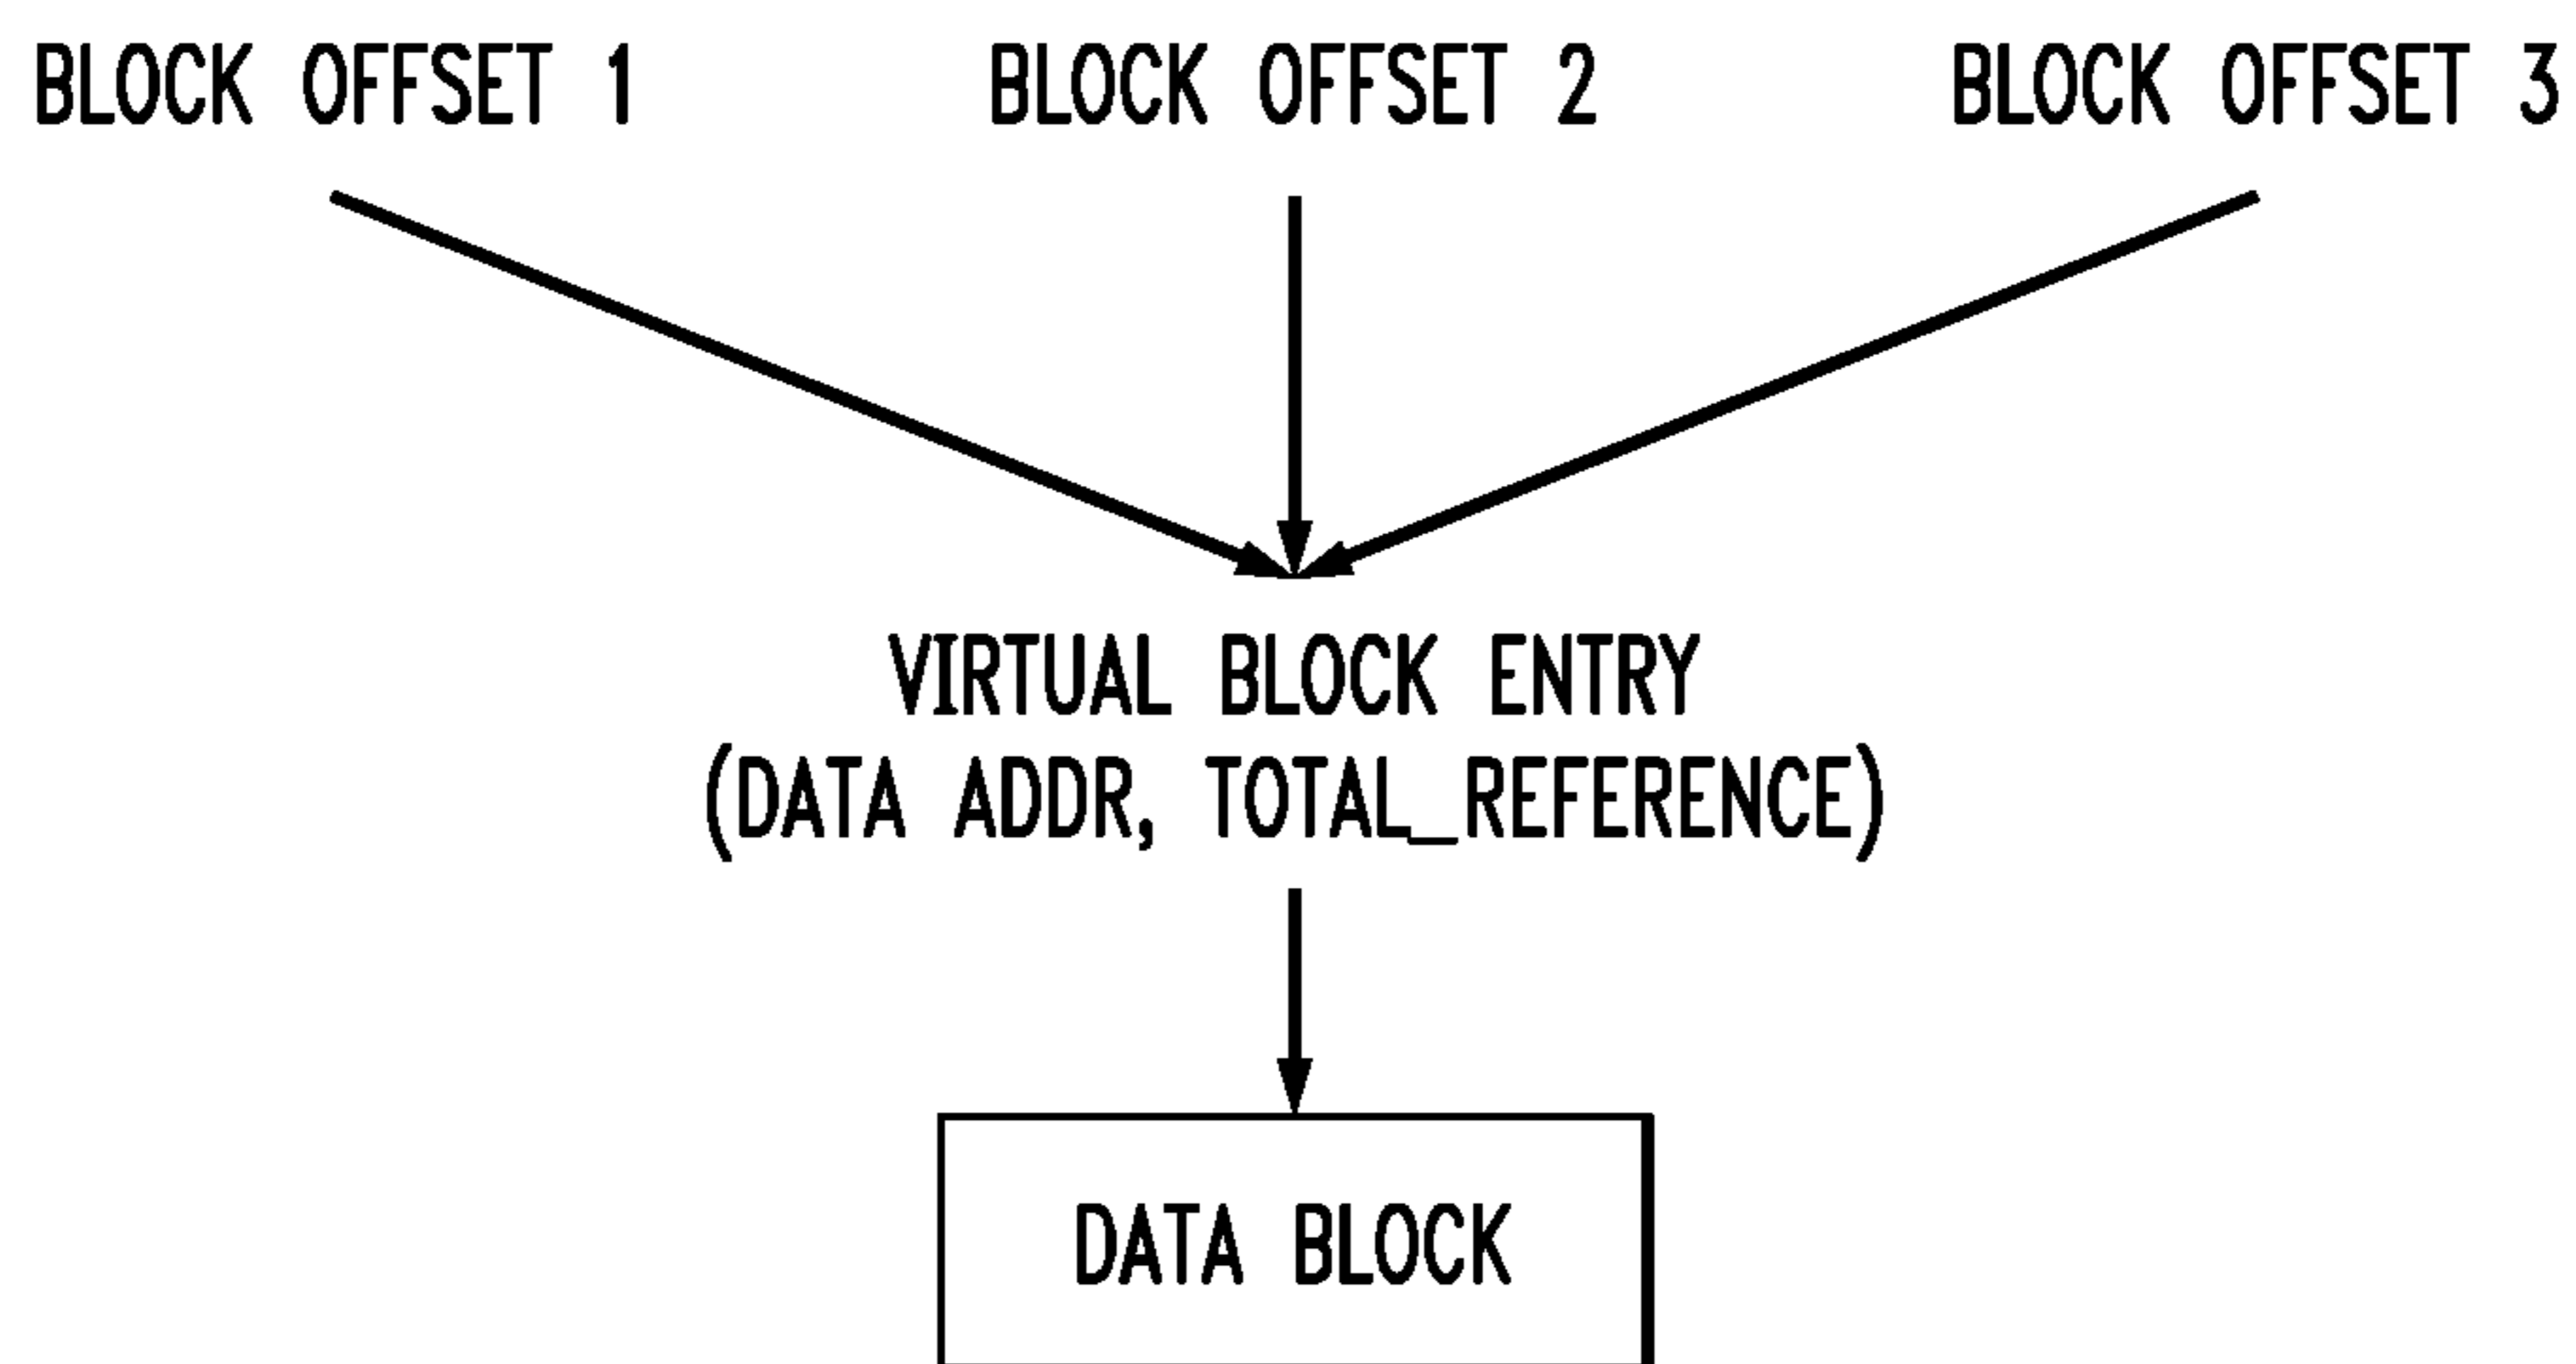 BLOCK OFFSET 1 BLOCK OFFSET 2 BLOCK OFFSET 3
VIRTUAL BLOCK ENTRY
(DATA ADDR, TOTAL_REFERENCE)
DATA BLOCK